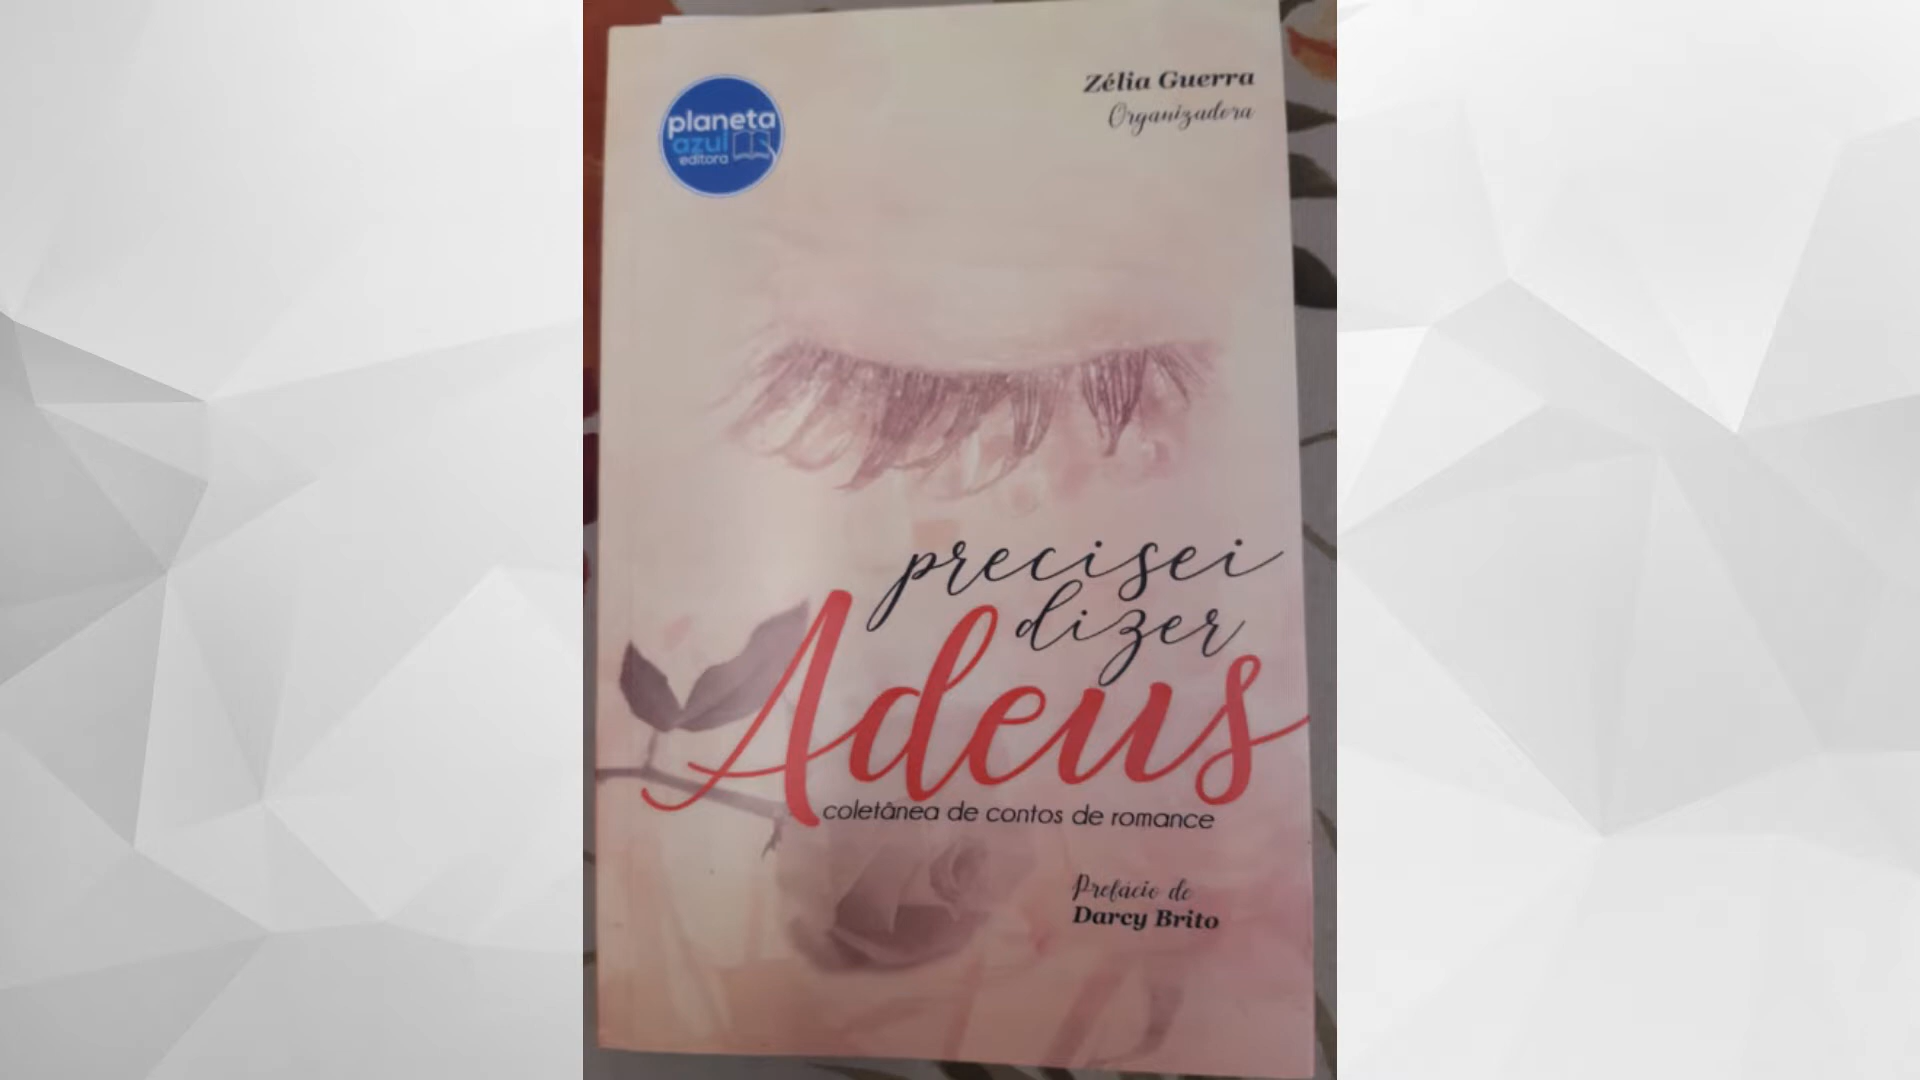 planeta
azul
editora
Zélia Guerra
Organizadora
precisei
dizer
Adeus
coletânea de contos de romance
Prefácio de
Darcy Brito